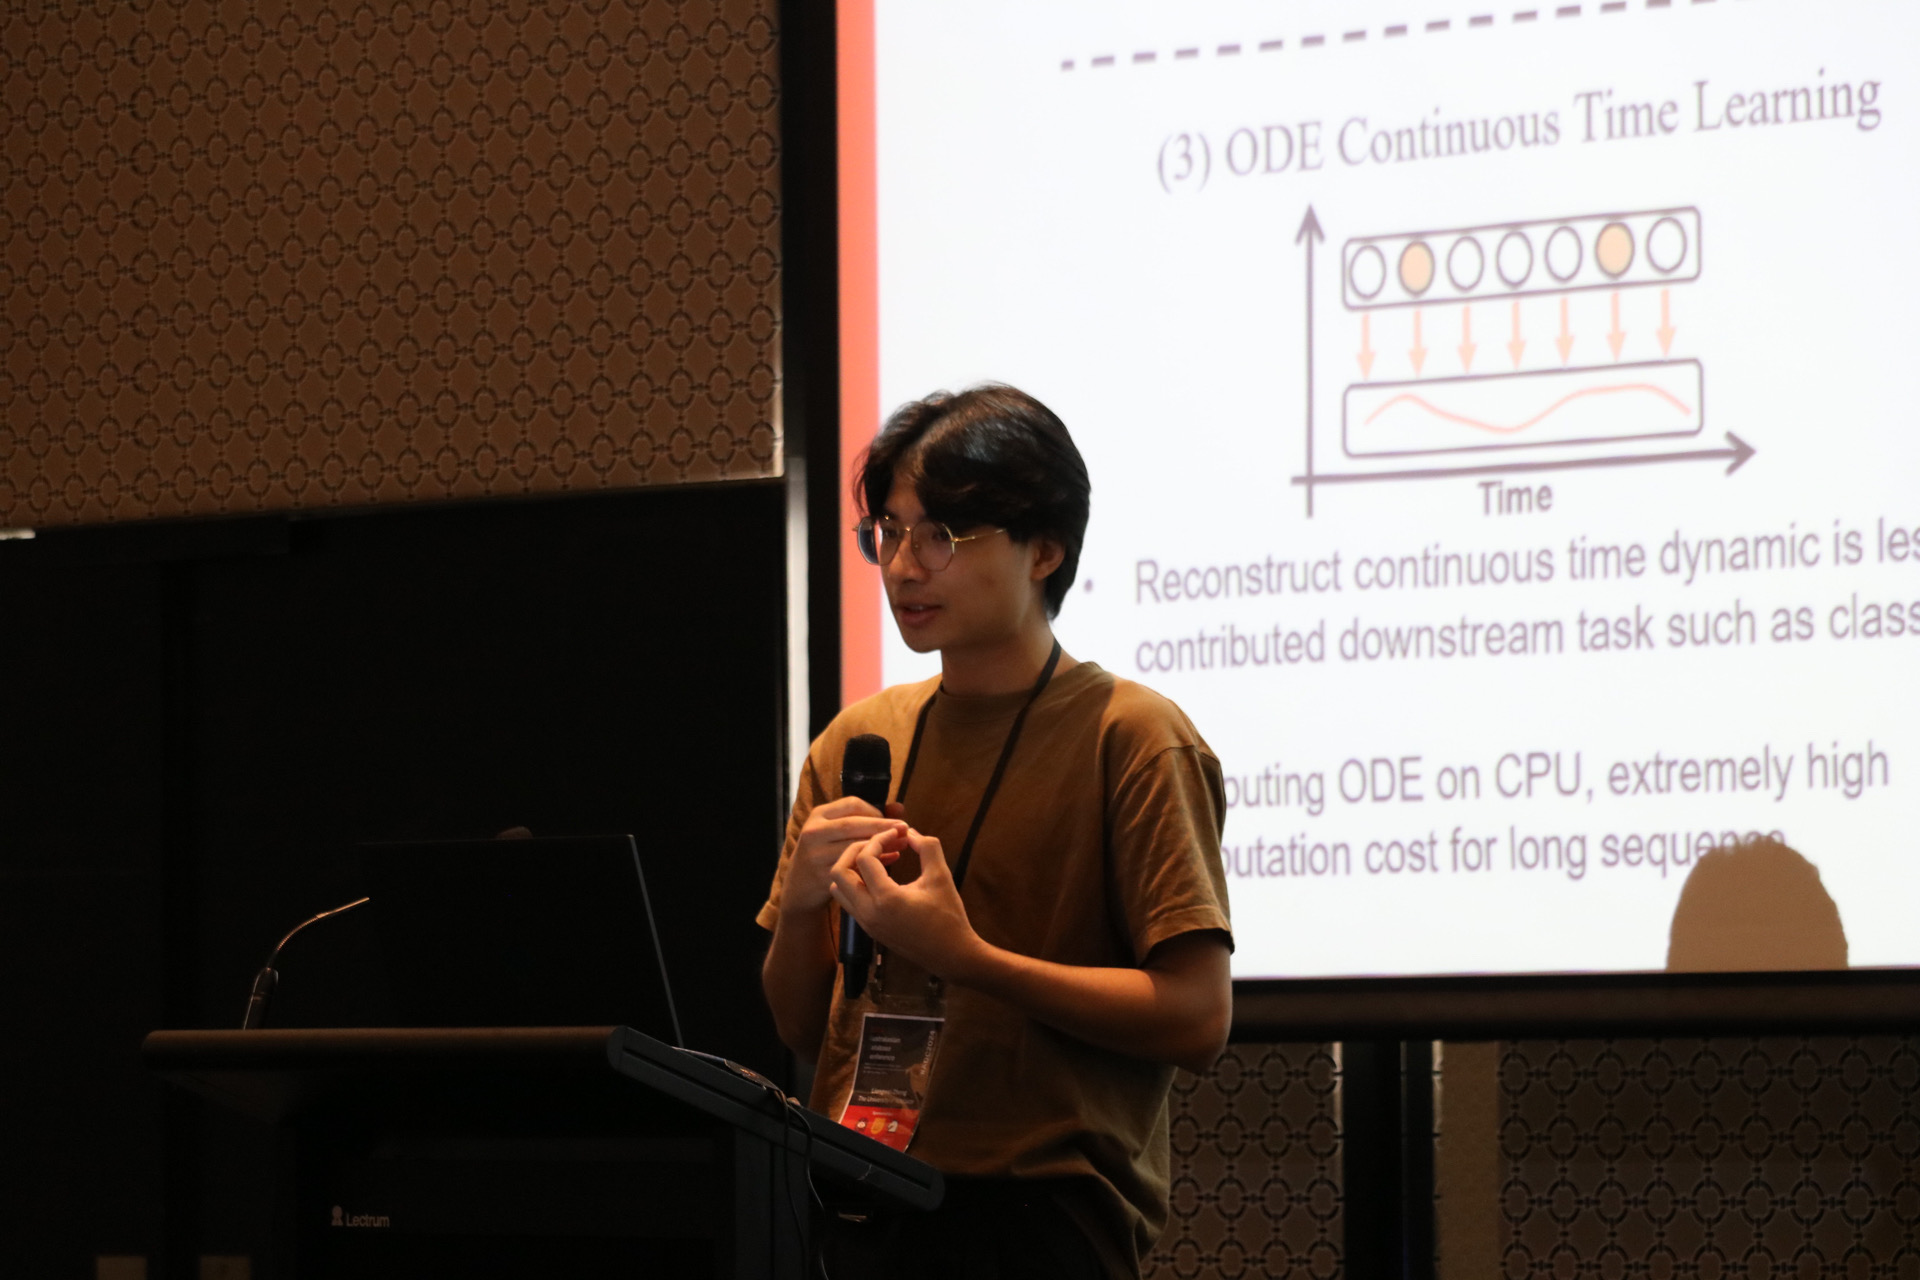 (3) ODE Continuous Time Learning
Time
• Reconstruct continuous time dynamic is les
contributed downstream task such as class
puting ODE on CPU, extremely high
putation cost for long sequence
Lectrum